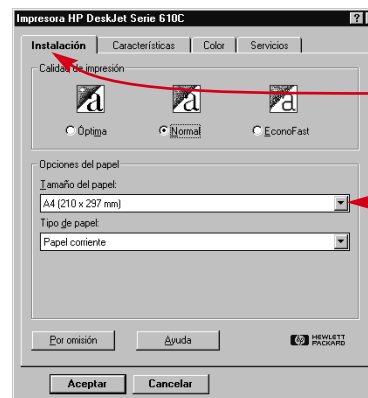 Impresora HP DeskJet Serie 610C
Instalación Características Color Servicios
Calidad de impresión
a a a
Óptima Normal EconoFast
Opciones del papel
Tamaño del papel:
A4 (210 x 297 mm)
Tipo de papel:
Papel corriente
Por omisión Ayuda hp HEWLETT
PACKARD
Aceptar Cancelar